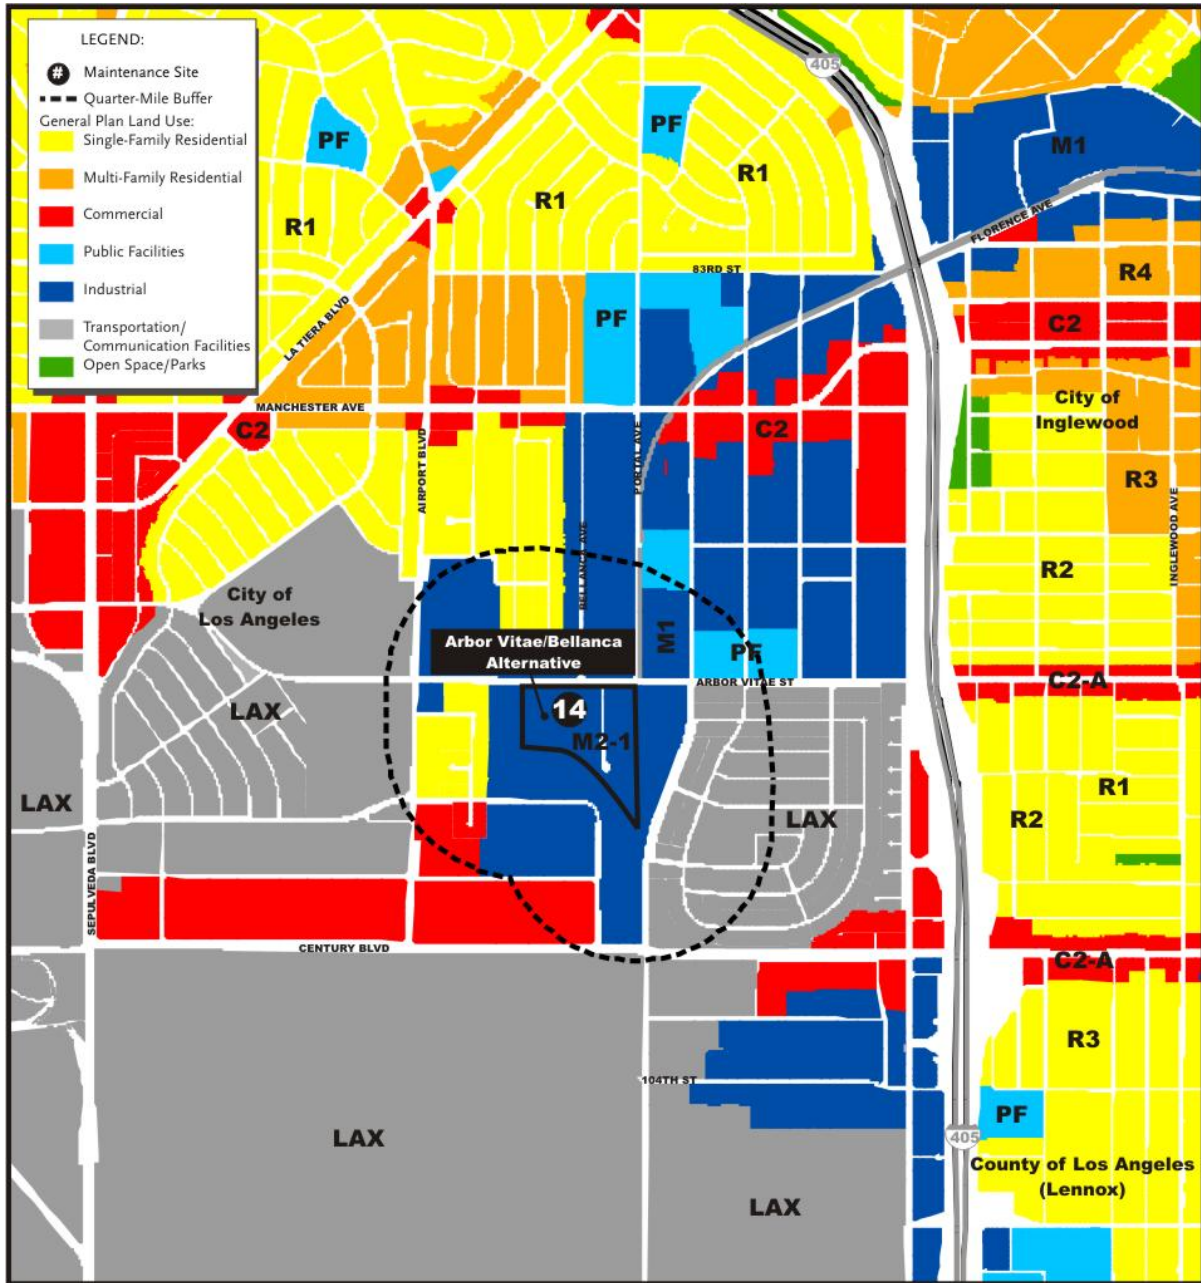 LEGEND:
# Maintenance Site
Quarter-Mile Buffer
General Plan Land Use:
Single-Family Residential
Multi-Family Residential
Commercial
Public Facilities
Industrial
Transportation/
Communication Facilities
Open Space/Parks
405
PF
PF
M1
R1
R1
R1
FLORENCE AVE
83RD ST
R4
LA TIERA BLVD
PF
C2
MANCHESTER AVE
City of
Inglewood
C2
C2
AIRPORT BLVD
PORTAL AVE
R3
INGLEWOOD AVE
BELLANCA AVE
R2
City of
Los Angeles
Arbor Vitae/Bellanca
Alternative
M1
PF
ARBOR VITAE ST
C2-A
LAX
14
M2-1
R1
LAX
LAX
R2
SEPULVEDA BLVD
CENTURY BLVD
C2-A
R3
104TH ST
PF
LAX
405
County of Los Angeles
(Lennox)
LAX